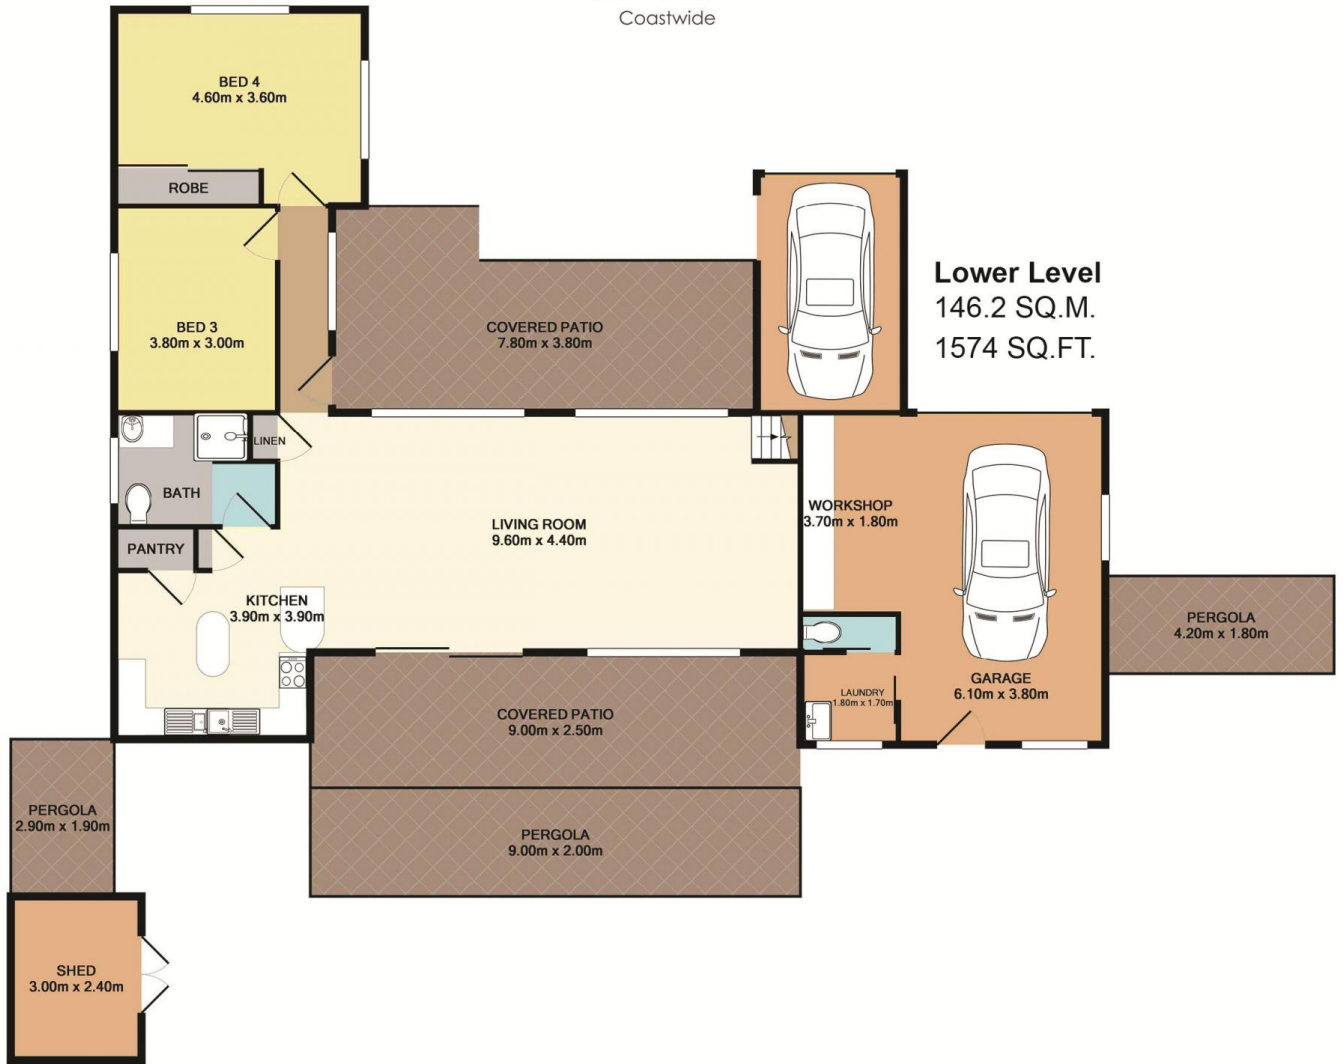 Coastwide
BED 4
4.60m x 3.60m
ROBE
Lower Level
146.2 SQ.M.
1574 SQ.FT.
BED 3
3.80m x 3.00m
COVERED PATIO
7.80m x 3.80m
LINEN
BATH
WORKSHOP
3.70m x 1.80m
LIVING ROOM
9.60m x 4.40m
PANTRY
KITCHEN
3.90m x 3.90m
PERGOLA
4.20m x 1.80m
GARAGE
6.10m x 3.80m
LAUNDRY
1.80m x 1.70m
COVERED PATIO
9.00m x 2.50m
PERGOLA
2.90m x 1.90m
PERGOLA
9.00m x 2.00m
SHED
3.00m x 2.40m